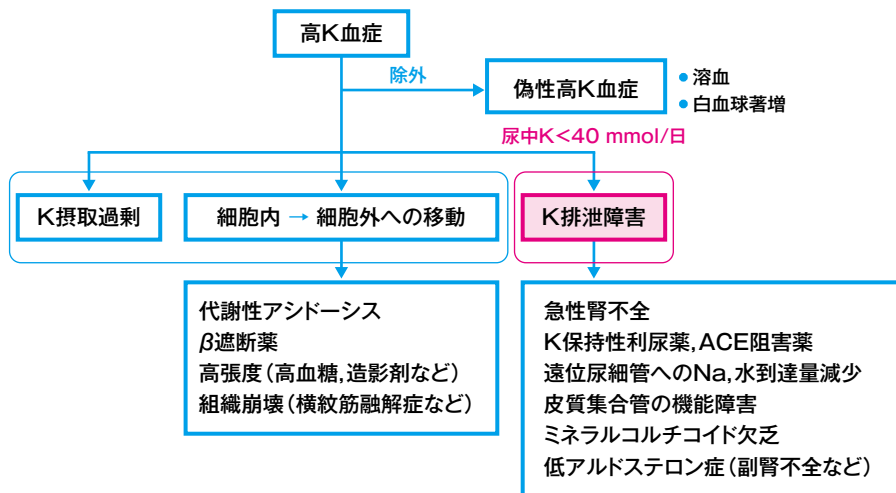 高K血症
除外
偽性高K血症
● 溶血
● 白血球著増
尿中K<40 mmol/日
K摂取過剰
細胞内 → 細胞外への移動
K排泄障害
代謝性アシドーシス
β遮断薬
高張度（高血糖,造影剤など）
組織崩壊（横紋筋融解症など）
急性腎不全
K保持性利尿薬,ACE阻害薬
遠位尿細管へのNa,水到達量減少
皮質集合管の機能障害
ミネラルコルチコイド欠乏
低アルドステロン症（副腎不全など）